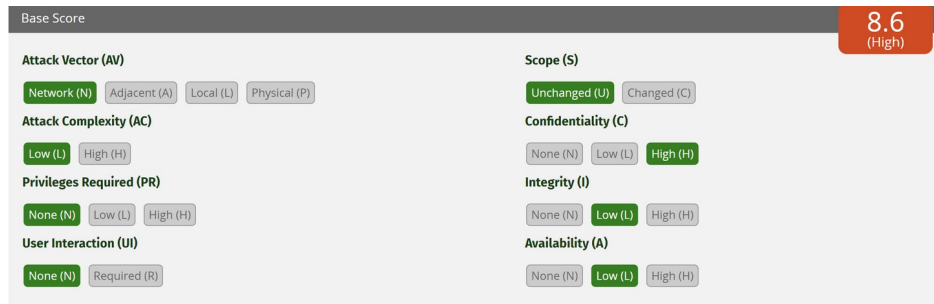 Base Score
8.6
(High)
Attack Vector (AV)
Network (N) Adjacent (A) Local (L) Physical (P)
Attack Complexity (AC)
Low (L) High (H)
Privileges Required (PR)
None (N) Low (L) High (H)
User Interaction (UI)
None (N) Required (R)
Scope (S)
Unchanged (U) Changed (C)
Confidentiality (C)
None (N) Low (L) High (H)
Integrity (I)
None (N) Low (L) High (H)
Availability (A)
None (N) Low (L) High (H)